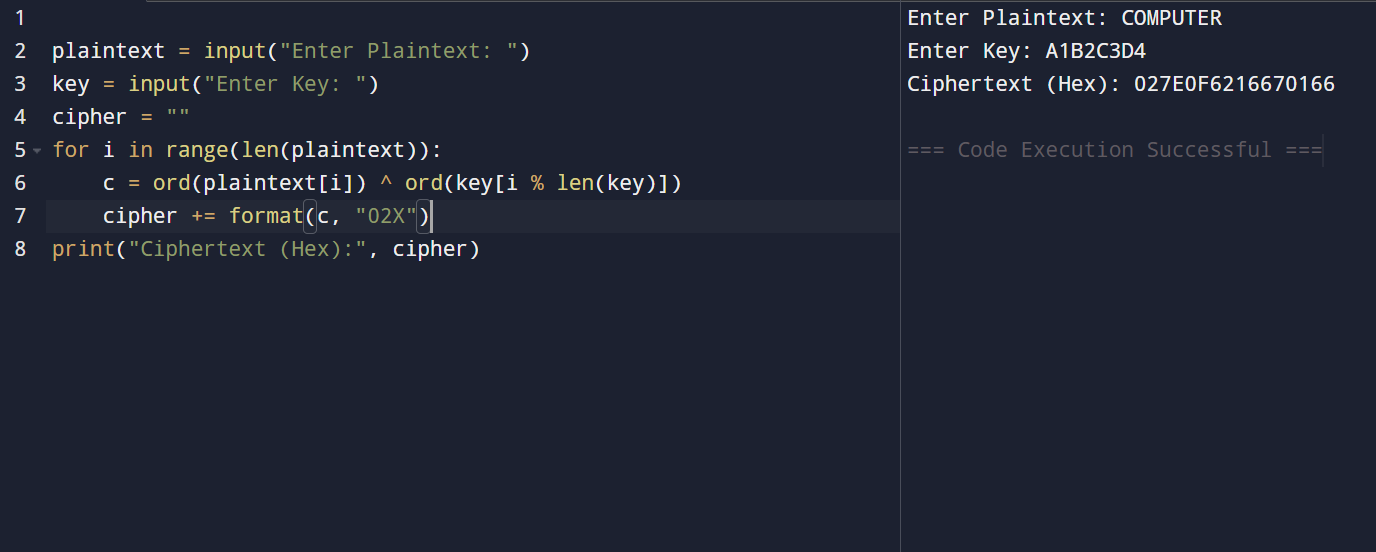 1
2 plaintext = input("Enter Plaintext: ")
3 key = input("Enter Key: ")
4 cipher = ""
5 for i in range(len(plaintext)):
6     c = ord(plaintext[i]) ^ ord(key[i % len(key)])
7     cipher += format(c, "02X")
8 print("Ciphertext (Hex):", cipher)
Enter Plaintext: COMPUTER
Enter Key: A1B2C3D4
Ciphertext (Hex): 027E0F6216670166
=== Code Execution Successful ===